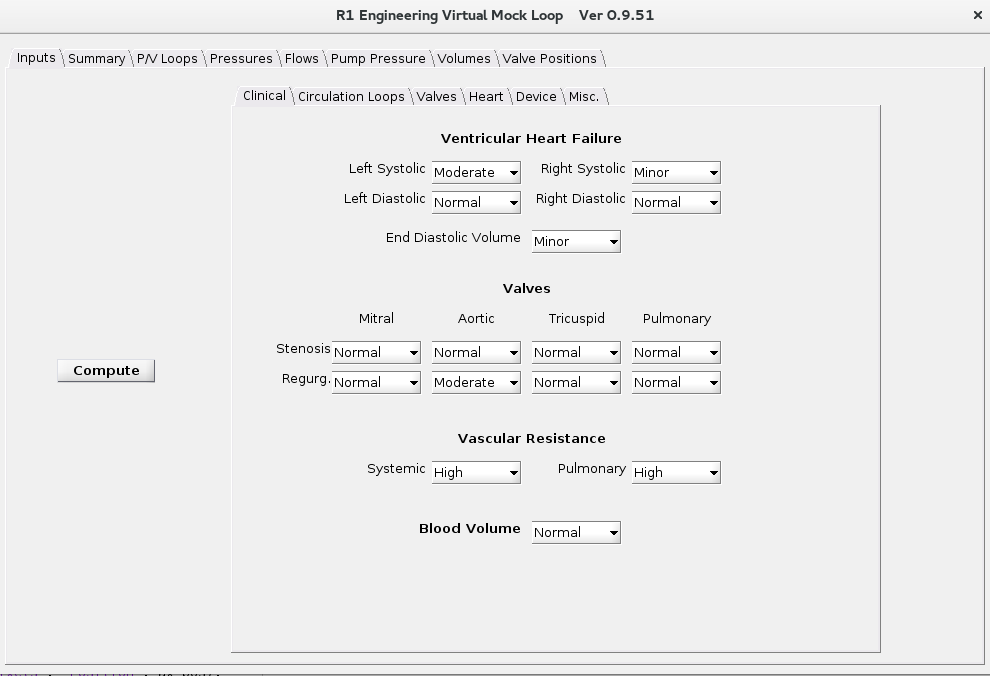 R1 Engineering Virtual Mock Loop Ver 0.9.51 ×
Inputs Summary P/V Loops Pressures Flows Pump Pressure Volumes Valve Positions
Clinical Circulation Loops Valves Heart Device Misc.
Ventricular Heart Failure
Left Systolic Moderate Right Systolic Minor
Left Diastolic Normal Right Diastolic Normal
End Diastolic Volume Minor
Valves
Mitral Aortic Tricuspid Pulmonary
Stenosis Normal Normal Normal Normal
Compute
Regurg. Normal Moderate Normal Normal
Vascular Resistance
Systemic High Pulmonary High
Blood Volume Normal